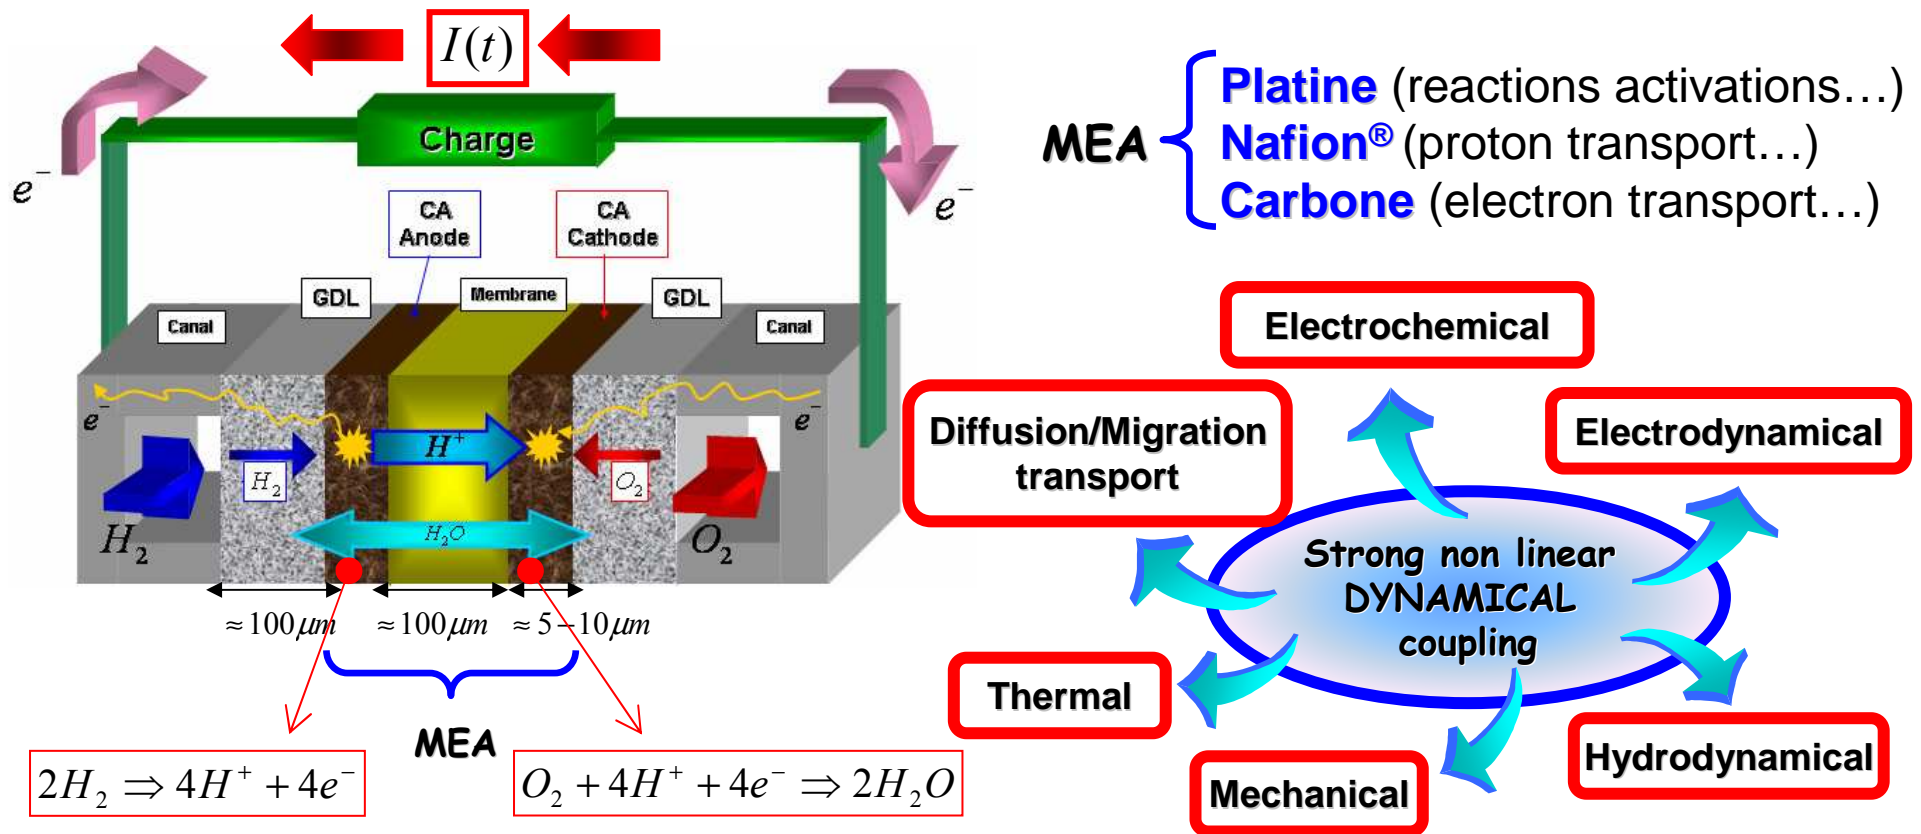 I(t)
Charge
e⁻
e⁻
CA
Anode
CA
Cathode
Canal
GDL
Membrane
GDL
Canal
e⁻
e⁻
H⁺
H₂
O₂
H₂O
H₂
O₂
≈100μm
≈100μm
≈5−10μm
MEA
2H₂ ⇒ 4H⁺ + 4e⁻
O₂ + 4H⁺ + 4e⁻ ⇒ 2H₂O
MEA
Platine (reactions activations…)
Nafion® (proton transport…)
Carbone (electron transport…)
Electrochemical
Diffusion/Migration
transport
Electrodynamical
Strong non linear
DYNAMICAL
coupling
Thermal
Mechanical
Hydrodynamical